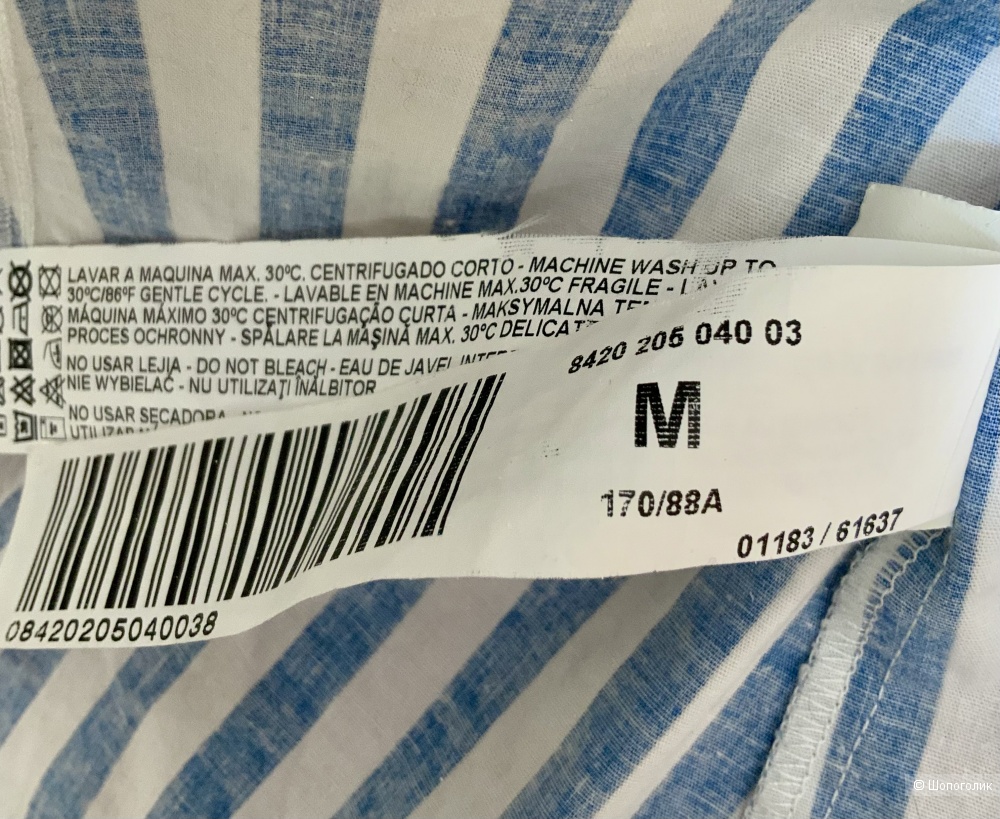 LAVAR A MAQUINA MAX. 30ºC. CENTRIFUGADO CORTO - MACHINE WASH UP TO
30ºC/86ºF GENTLE CYCLE. - LAVABLE EN MACHINE MAX.30ºC FRAGILE -
MÁQUINA MÁXIMO 30ºC CENTRIFUGAÇÃO CURTA - MAKSYMALNA
PROCES OCHRONNY - SPĂLARE LA MAŞINĂ MAX. 30ºC
NO USAR LEJIA - DO NOT BLEACH - EAU DE JAVEL
NIE WYBIELAĆ - NU UTILIZAŢI ÎNĂLBITOR
NO USAR SECADORA -
8420 205 040 03
M
170/88A
01183 / 61637
08420205040038
© Шопоголик